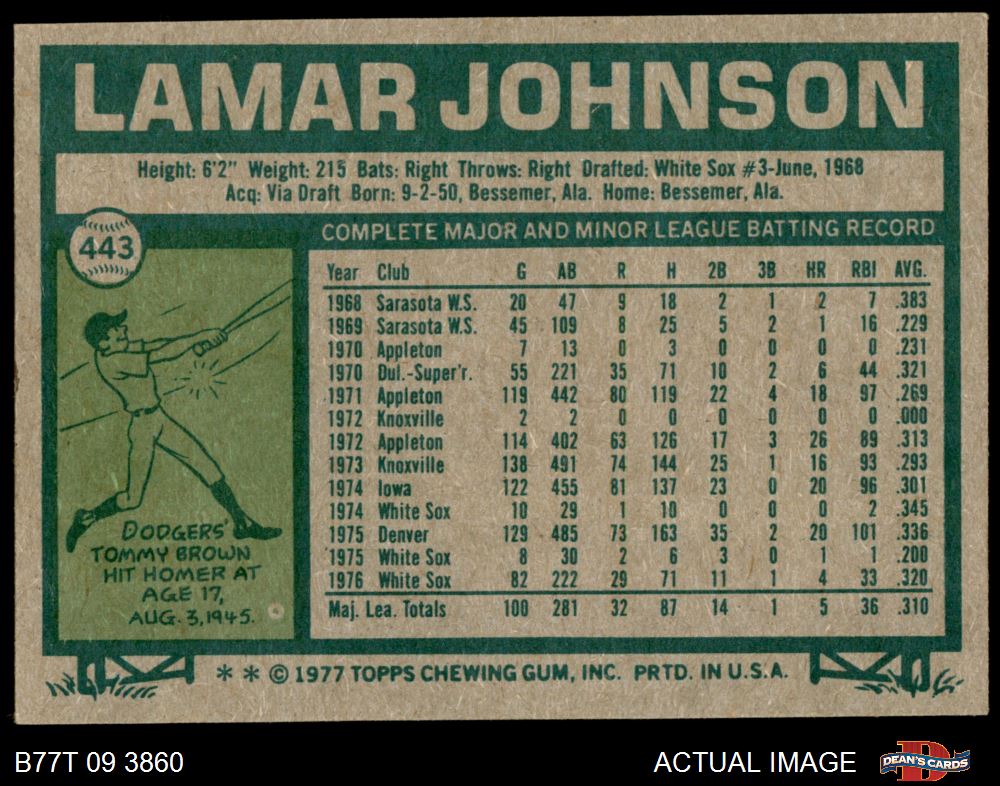 LAMAR JOHNSON
Height: 6'2" Weight: 215 Bats: Right Throws: Right Drafted: White Sox #3-June, 1968
Acq: Via Draft Born: 9-2-50, Bessemer, Ala. Home: Bessemer, Ala.
443
COMPLETE MAJOR AND MINOR LEAGUE BATTING RECORD
Year Club G AB R H 2B 3B HR RBI AVG.
1968 Sarasota W.S. 20 47 9 18 2 1 2 7 .383
1969 Sarasota W.S. 45 109 8 25 5 2 1 16 .229
1970 Appleton 7 13 0 3 0 0 0 0 .231
1970 Dul.-Super'r. 55 221 35 71 10 2 6 44 .321
1971 Appleton 119 442 80 119 22 4 18 97 .269
1972 Knoxville 2 2 0 0 0 0 0 0 .000
1972 Appleton 114 402 63 126 17 3 26 89 .313
1973 Knoxville 138 491 74 144 25 1 16 93 .293
1974 Iowa 122 455 81 137 23 0 20 96 .301
1974 White Sox 10 29 1 10 0 0 0 2 .345
1975 Denver 129 485 73 163 35 2 20 101 .336
1975 White Sox 8 30 2 6 3 0 1 1 .200
1976 White Sox 82 222 29 71 11 1 4 33 .320
Maj. Lea. Totals 100 281 32 87 14 1 5 36 .310
DODGERS'
TOMMY BROWN
HIT HOMER AT
AGE 17,
AUG. 3, 1945.
* * © 1977 TOPPS CHEWING GUM, INC. PRTD. IN U.S.A.
B77T 09 3860
ACTUAL IMAGE
D
DEAN'S CARDS